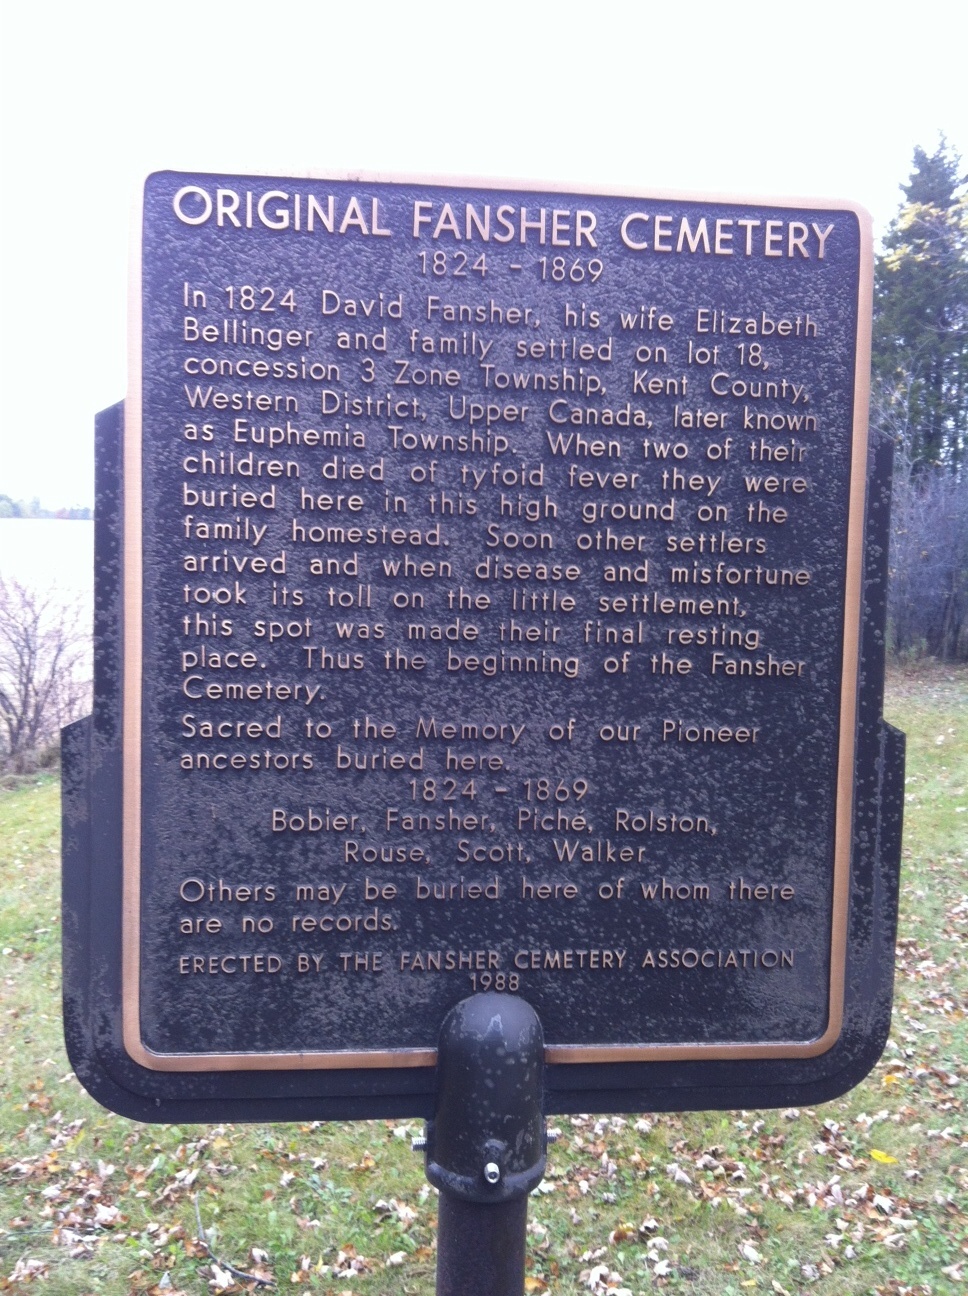 ORIGINAL FANSHER CEMETERY
1824 - 1869
In 1824 David Fansher, his wife Elizabeth
Bellinger and family settled on lot 18,
concession 3 Zone Township, Kent County,
Western District, Upper Canada, later known
as Euphemia Township. When two of their
children died of tyfoid fever they were
buried here in this high ground on the
family homestead. Soon other settlers
arrived and when disease and misfortune
took its toll on the little settlement,
this spot was made their final resting
place. Thus the beginning of the Fansher
Cemetery.
Sacred to the Memory of our Pioneer
ancestors buried here.
1824 - 1869
Bobier, Fansher, Piché, Rolston,
Rouse, Scott, Walker
Others may be buried here of whom there
are no records.
ERECTED BY THE FANSHER CEMETERY ASSOCIATION
1988